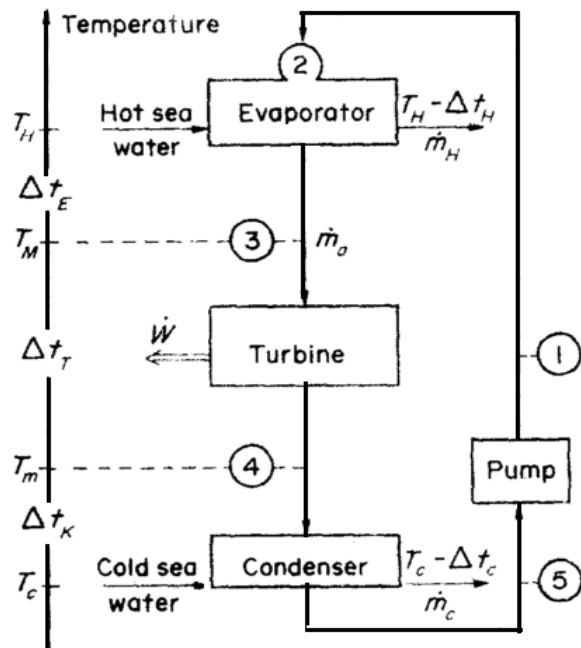 Temperature
2
Evaporator
T_H
Hot sea
water
T_H – Δt_H
ṁ_H
Δt_E
T_M
3
ṁ_a
Δt_T
Ẇ
Turbine
1
T_m
4
Pump
Δt_K
T_c
Cold sea
water
Condenser
T_c – Δt_c
ṁ_c
5